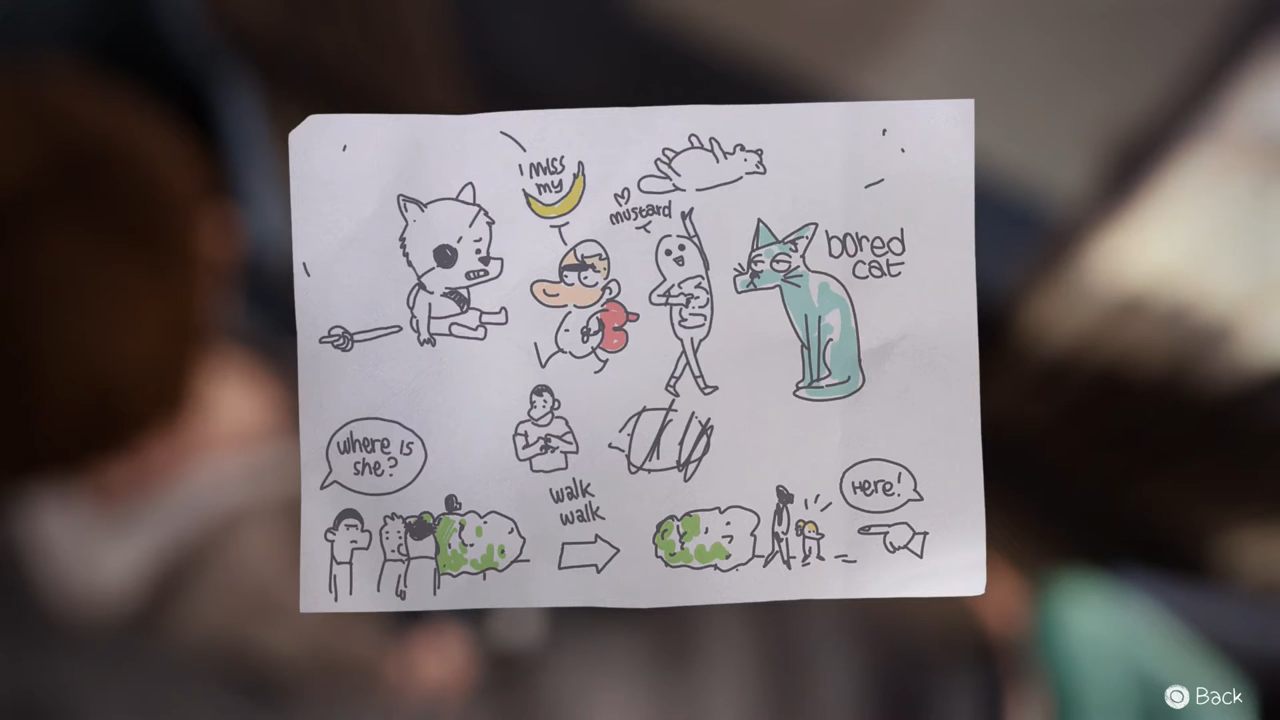 I MISS
MY
mustard
bored
cat
where is
she?
walk
walk
Here!
Back